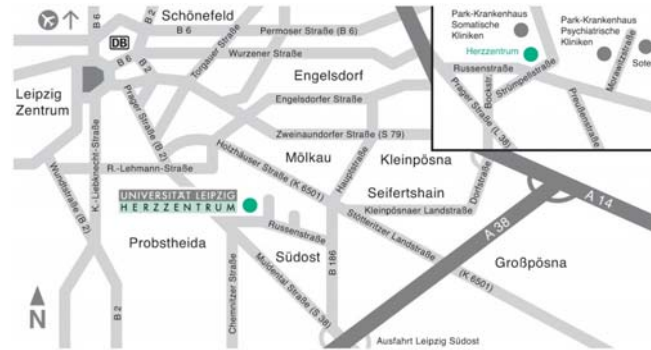 B 6
B 2
Schönefeld
B 6
Permoser Straße (B 6)
DB
B 6
B 2
Torgauer Straße
Wurzener Straße
Leipzig
Zentrum
Engelsdorf
Engelsdorfer Straße
Prager Straße (B 2)
Zweinaundorfer Straße (S 79)
Mölkau
Kleinpösna
R.-Lehmann-Straße
K.-Liebknecht-Straße
Wundtstraße (B 2)
Holzhäuser Straße (K 6501)
Hauptstraße
Seifertshain
Kleinpösnaer Landstraße
Dorfstraße
UNIVERSITÄT LEIPZIG
HERZZENTRUM
Russenstraße
Stötteritzer Landstraße
(K 6501)
Probstheida
Südost
B 186
Großpösna
Chemnitzer Straße
Muldental Straße (S 38)
B 2
N
A 38
A 14
Ausfahrt Leipzig Südost
Park-Krankenhaus
Somatische
Kliniken
Herzzentrum
Park-Krankenhaus
Psychiatrische
Kliniken
Russenstraße
Bockstr.
Strümpellstraße
Prager Straße (L 38)
Preußenstraße
Morawitzstraße
Sote